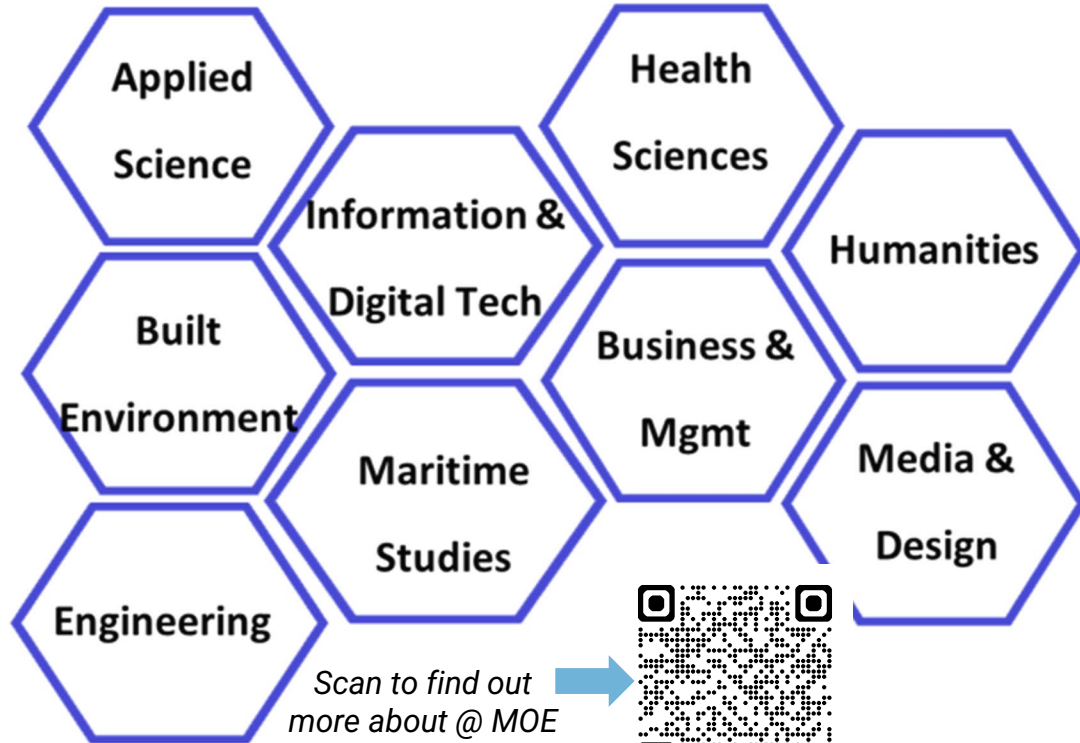 Applied
Science
Health
Sciences
Information &
Digital Tech
Humanities
Built
Environment
Business &
Mgmt
Maritime
Studies
Media &
Design
Engineering
Scan to find out
more about @ MOE